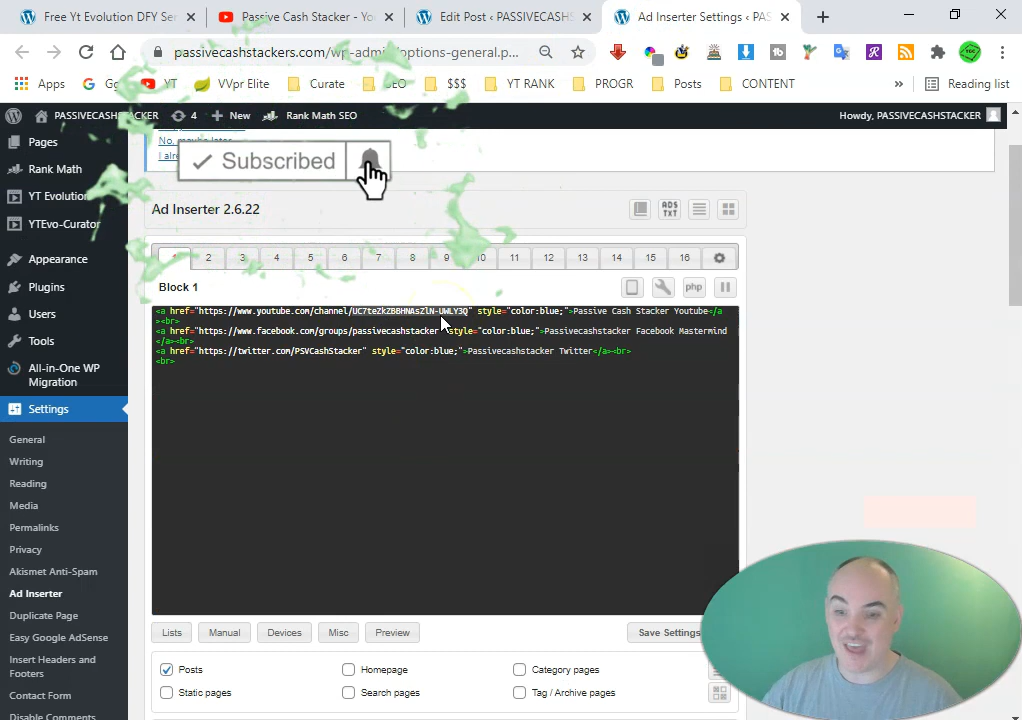 Free Yt Evolution DFY Ser
Passive Cash Stacker - Yo
Edit Post ‹ PASSIVECASHS
Ad Inserter Settings ‹ PAS
passivecashstackers.com/wp-admin/options-general.p...
Apps
YT
VVpr Elite
Curate
SEO
$$$
YT RANK
PROGR
Posts
CONTENT
»
Reading list
PASSIVECASHSTACKER
4
New
Rank Math SEO
Howdy, PASSIVECASHSTACKER
Pages
Rank Math
YT Evolution
YTEvo-Curator
Appearance
Plugins
Users
Tools
All-in-One WP
Migration
Settings
General
Writing
Reading
Media
Permalinks
Privacy
Akismet Anti-Spam
Ad Inserter
Duplicate Page
Easy Google AdSense
Insert Headers and
Footers
Contact Form
Disable Comments
No, maybe later
Subscribed
Ad Inserter 2.6.22
ADS
TXT
2 3 4 5 6 7 8 9 10 11 12 13 14 15 16
Block 1
php
<a href="https://www.youtube.com/channel/UC7teZkZBBHNAsZlN-UWLY3Q" style="color:blue;">Passive Cash Stacker Youtube</a
><br>
<a href="https://www.facebook.com/groups/passivecashstacker" style="color:blue;">Passivecashstacker Facebook Mastermind
</a><br>
<a href="https://twitter.com/PSVCashStacker" style="color:blue;">Passivecashstacker Twitter</a><br>
<br>
Lists
Manual
Devices
Misc
Preview
Save Settings
Posts
Homepage
Category pages
Static pages
Search pages
Tag / Archive pages